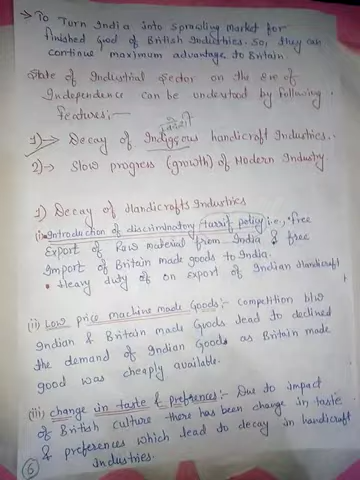 → To Turn India into Sprawling market for
finished Good of British Industries. So, they can
continue maximum advantage to Britain.
State of Industrial Sector on the Eve of
Independence can be understood by following
features:—
1) → Decay of Indigeous handicraft Industries.
2) → Slow progress (growth) of Modern Industry
1) Decay of Handicrafts Industries
(i) Introduction of discriminatory tarrif policy i.e., • free
Export of Raw material from India & free
Import of Britain made goods to India.
• Heavy duty of on export of Indian Handicraft
(ii) Low price machine made Goods:- Competition b/w
Indian & Britain made Goods lead to declined
the demand of Indian Goods as Britain made
good was cheaply available.
(iii) change in taste & prefrences:- Due to impact
of British culture there has been change in taste
& preferences which lead to decay in handicraft
industries.
6